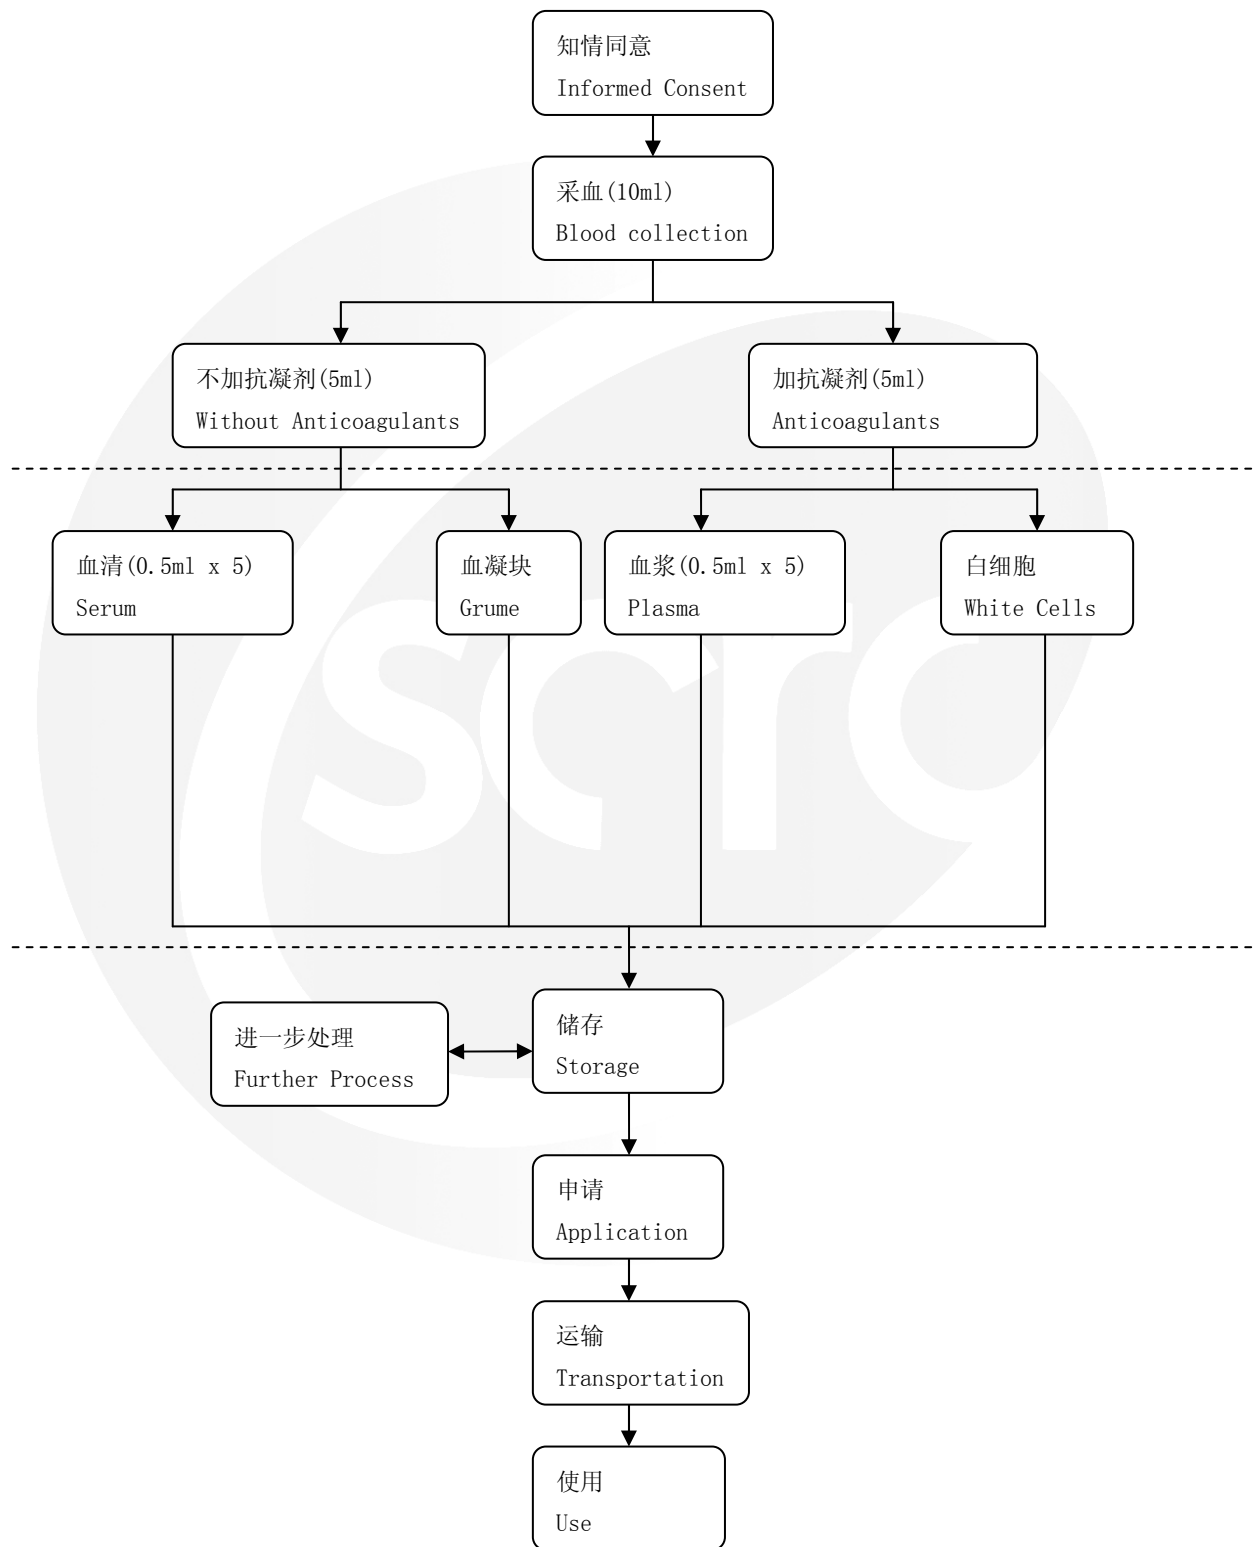 知情同意
Informed Consent
采血(10ml)
Blood collection
不加抗凝剂(5ml)
Without Anticoagulants
加抗凝剂(5ml)
Anticoagulants
血清(0.5ml x 5)
Serum
血凝块
Grume
血浆(0.5ml x 5)
Plasma
白细胞
White Cells
scrc
进一步处理
Further Process
储存
Storage
申请
Application
运输
Transportation
使用
Use